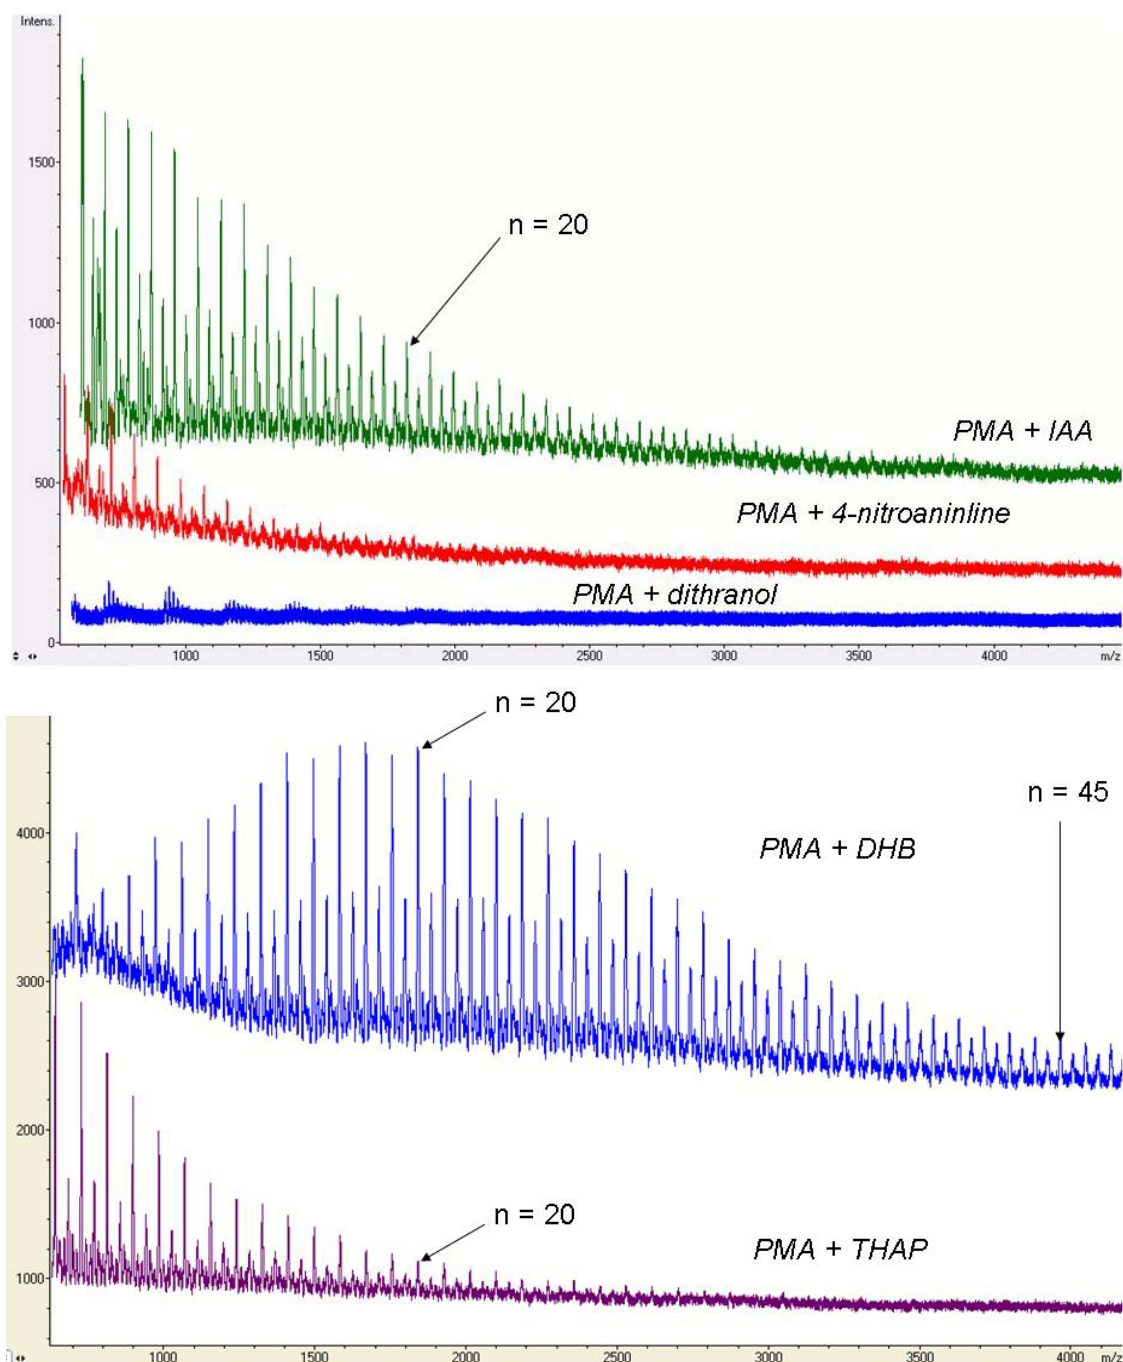 Intens.
1500
n = 20
1000
PMA + IAA
500
PMA + 4-nitroaninline
PMA + dithranol
0
1000 1500 2000 2500 3000 3500 4000 m/z
n = 20
n = 45
4000
PMA + DHB
3000
2000
n = 20
PMA + THAP
1000
1000 1500 2000 2500 3000 3500 4000 m/z